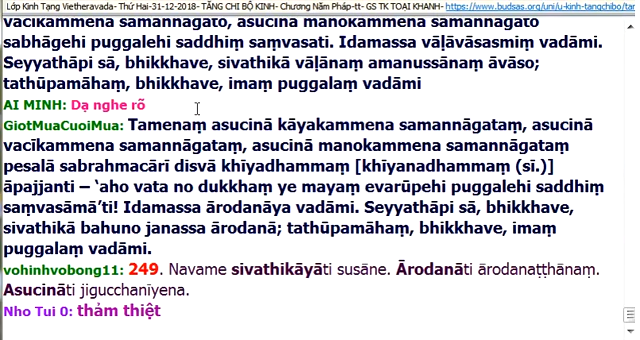 Lớp Kinh Tạng Vietheravada- Thứ Hai-31-12-2018- TĂNG CHI BỘ KINH- Chương Năm Pháp-tt- GS TK TOẠI KHANH- https://www.budsas.org/uni/u-kinh-tangchibo/tan
vacīkammena samannāgato, asucinā manokammena samannāgato
sabhāgehi puggalehi saddhiṃ saṃvasati. Idamassa vāḷāvāsasmiṃ vadāmi.
Seyyathāpi sā, bhikkhave, sivathikā vāḷānaṃ amanussānaṃ āvāso;
tathūpamāhaṃ, bhikkhave, imaṃ puggalaṃ vadāmi
AI MINH: Dạ nghe rõ
GiotMuaCuoiMua: Tamenaṃ asucinā kāyakammena samannāgataṃ, asucinā
vacīkammena samannāgataṃ, asucinā manokammena samannāgataṃ
pesalā sabrahmacārī disvā khīyadhammaṃ [khīyanadhammaṃ (sī.)]
āpajjanti – ‘aho vata no dukkhaṃ ye mayaṃ evarūpehi puggalehi saddhiṃ
saṃvasāmā’ti! Idamassa ārodanāya vadāmi. Seyyathāpi sā, bhikkhave,
sivathikā bahuno janassa ārodanā; tathūpamāhaṃ, bhikkhave, imaṃ
puggalaṃ vadāmi.
vohinhvobong11: 249. Navame sivathikāyāti susāne. Ārodanāti ārodanaṭṭhānaṃ.
Asucināti jigucchanīyena.
Nho Tui 0: thảm thiệt